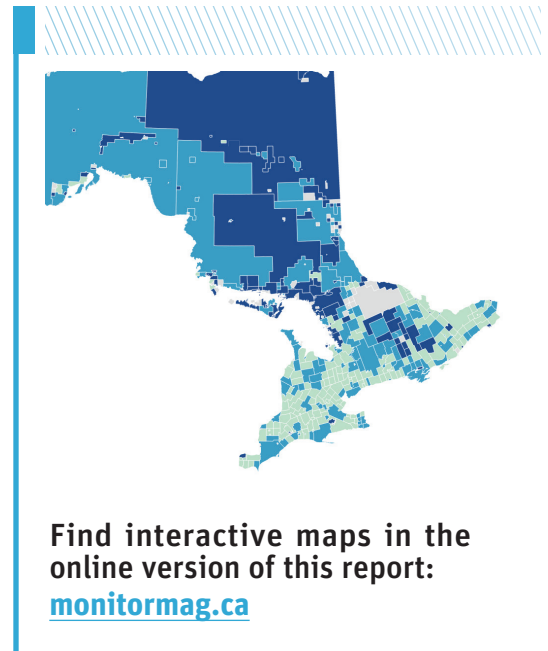 Find interactive maps in the
online version of this report:
monitormag.ca